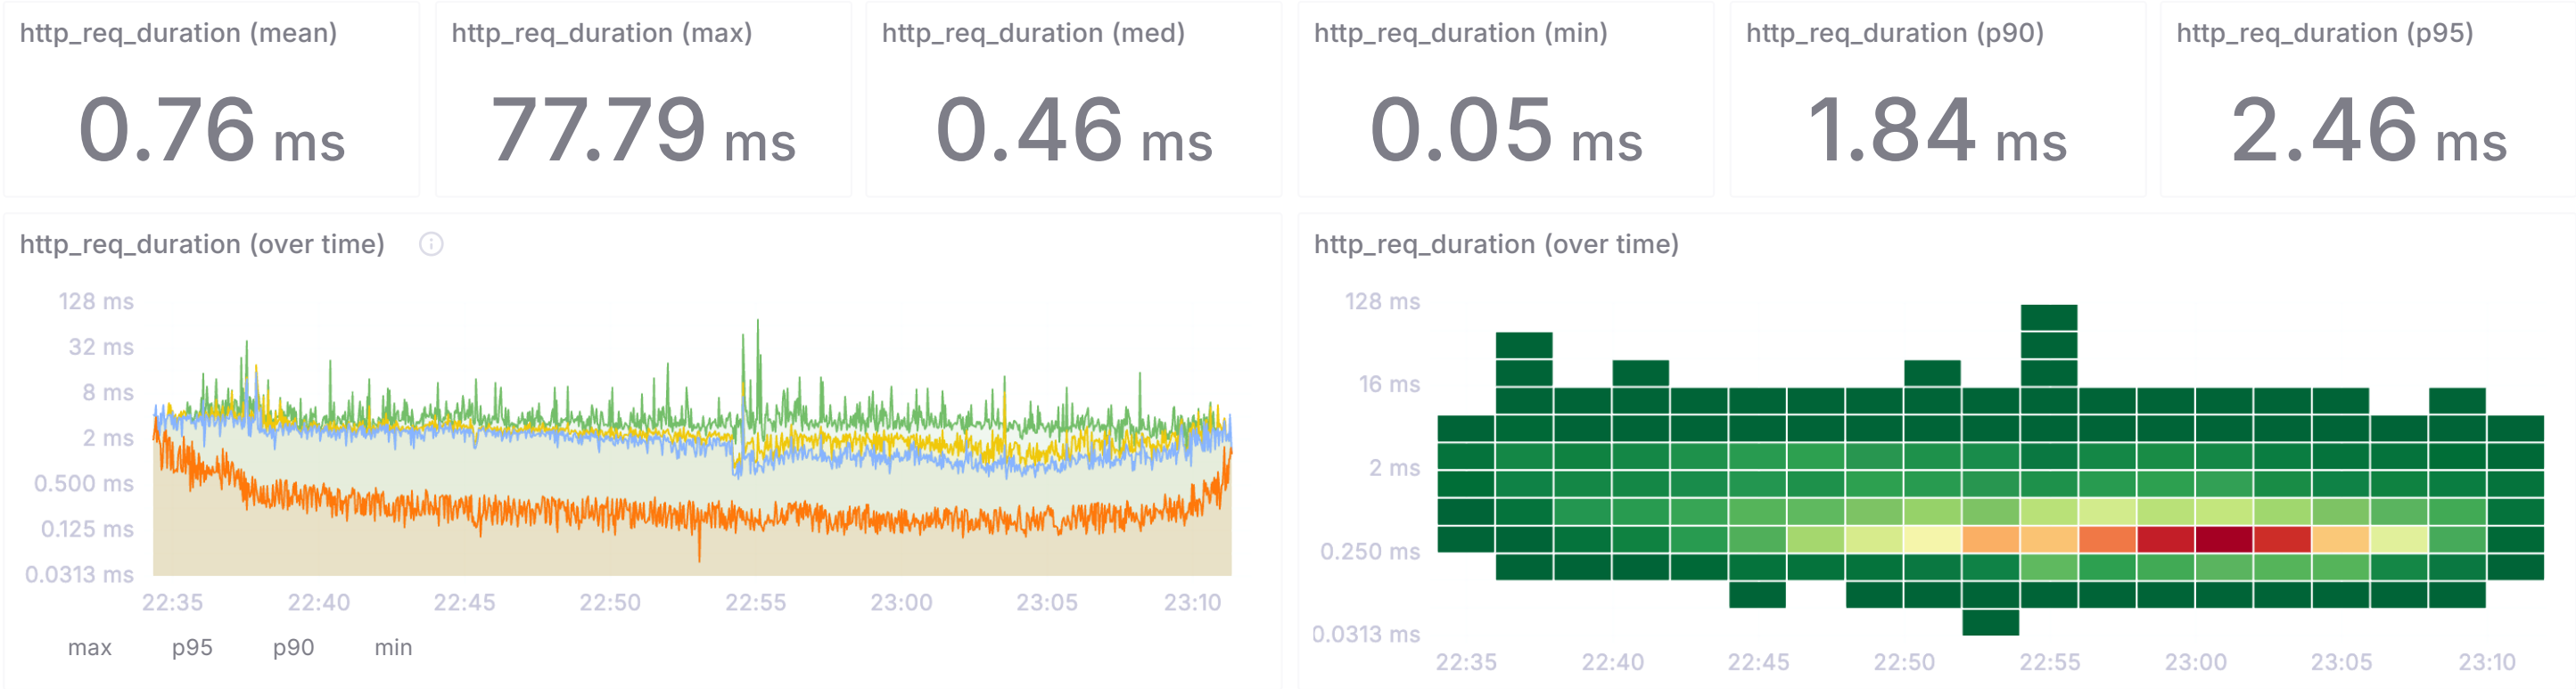 http_req_duration (mean)
0.76 ms
http_req_duration (max)
77.79 ms
http_req_duration (med)
0.46 ms
http_req_duration (min)
0.05 ms
http_req_duration (p90)
1.84 ms
http_req_duration (p95)
2.46 ms
http_req_duration (over time)
128 ms
32 ms
8 ms
2 ms
0.500 ms
0.125 ms
0.0313 ms
22:35 22:40 22:45 22:50 22:55 23:00 23:05 23:10
max p95 p90 min
http_req_duration (over time)
128 ms
16 ms
2 ms
0.250 ms
0.0313 ms
22:35 22:40 22:45 22:50 22:55 23:00 23:05 23:10